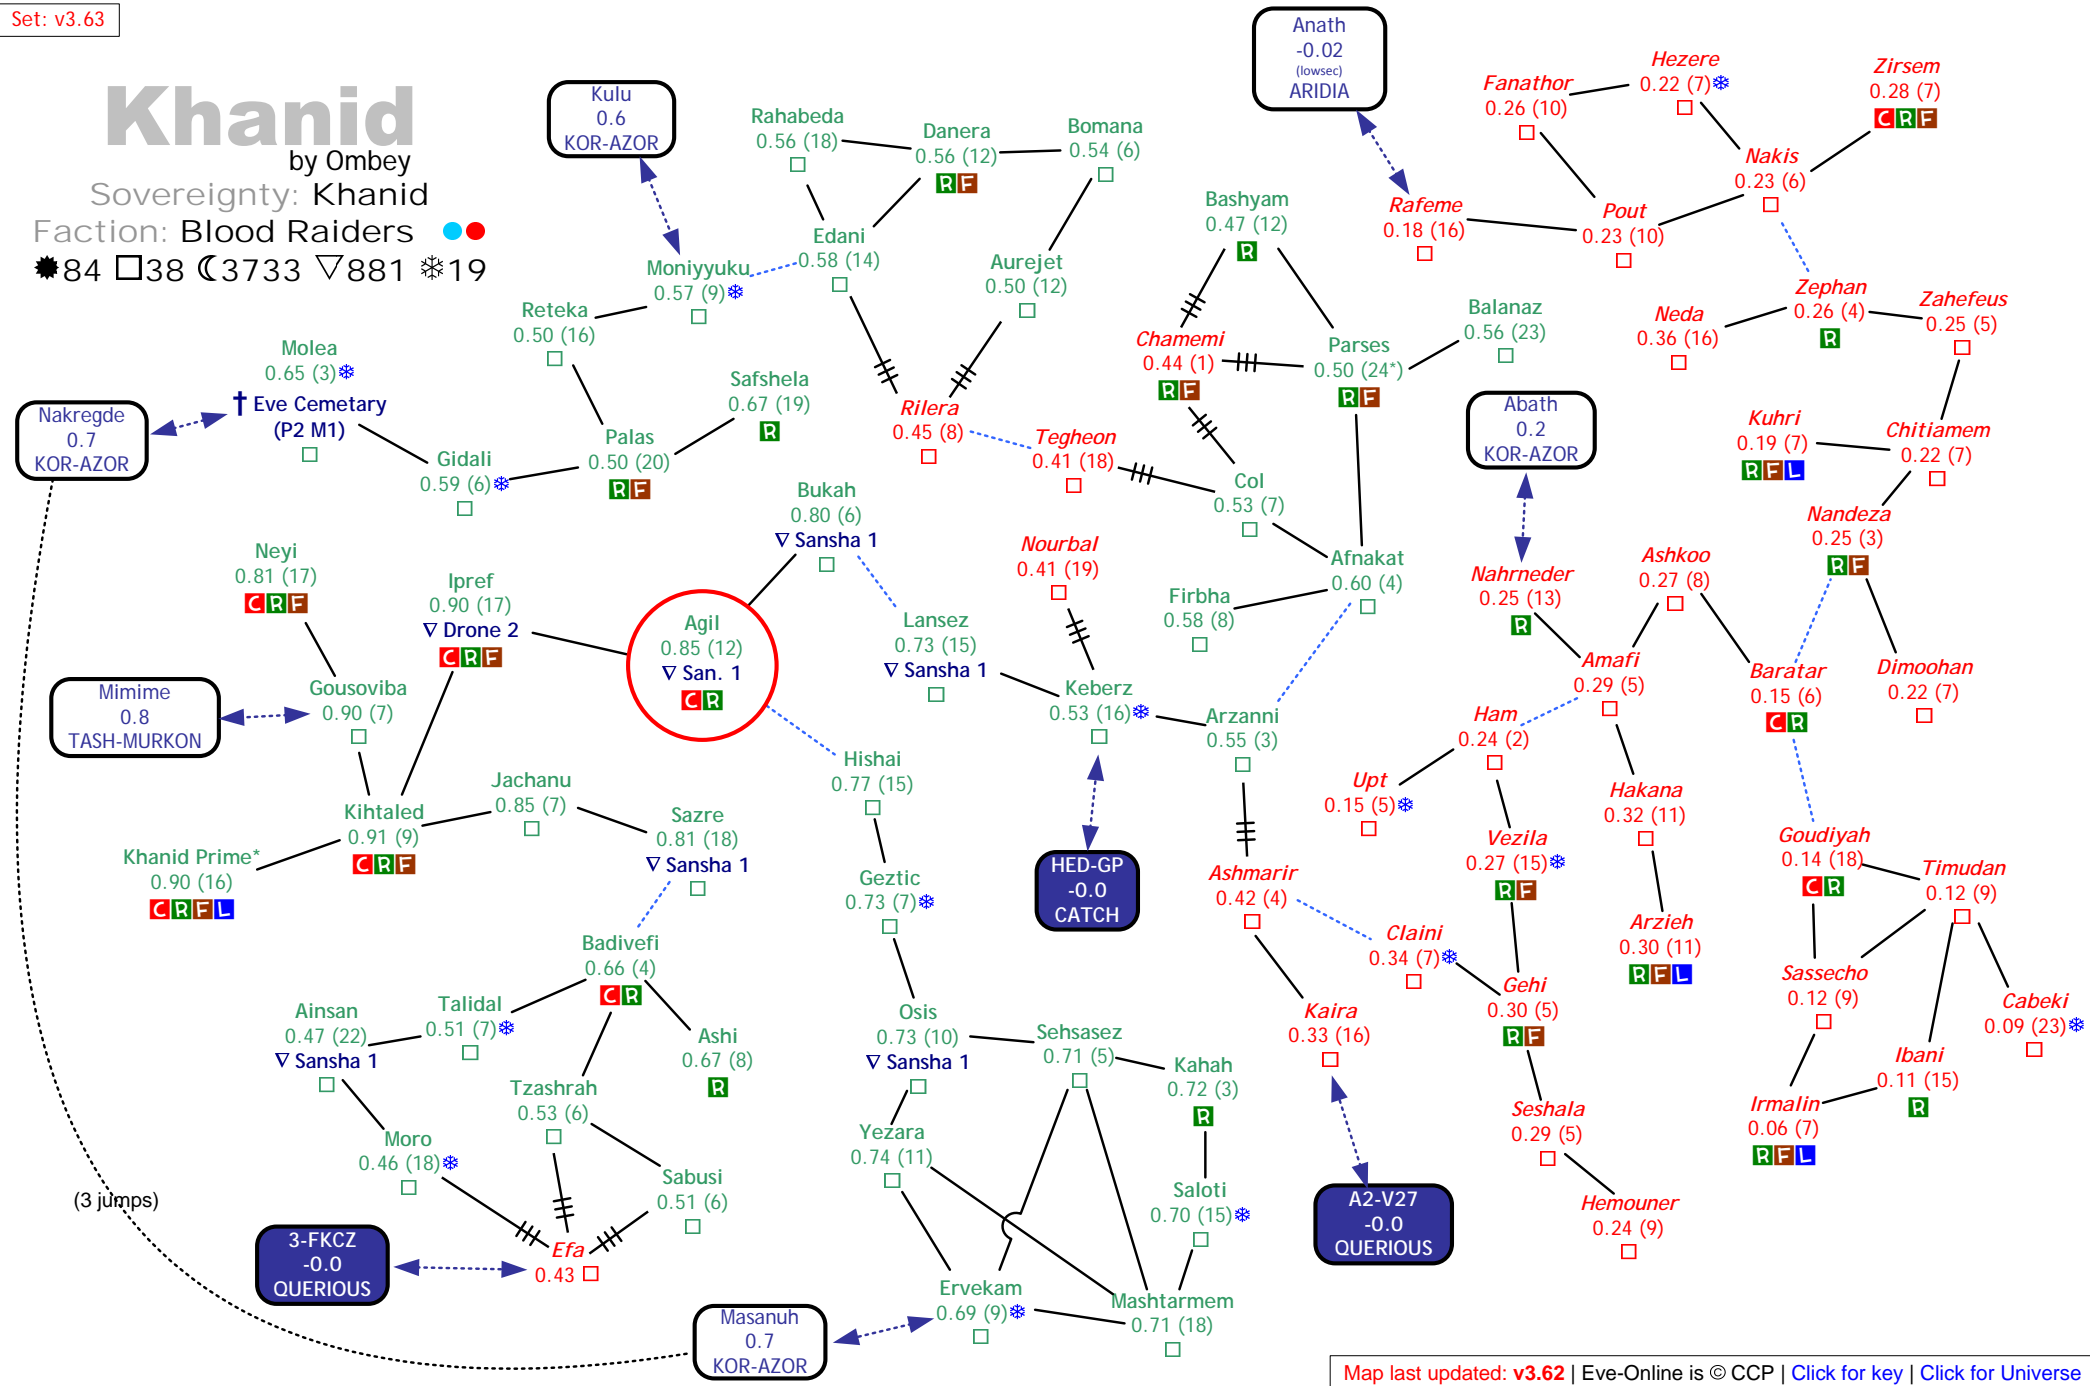 Set: v3.63
Khanid
by Ombey
Sovereignty: Khanid
Faction: Blood Raiders
84 38 3733 881 19
Kulu
0.6
KOR-AZOR
Anath
-0.02
(lowsec)
ARIDIA
Rahabeda
0.56 (18)
Danera
0.56 (12)
R F
Bomana
0.54 (6)
Fanathor
0.26 (10)
Hezere
0.22 (7)
Zirsem
0.28 (7)
C R F
Nakis
0.23 (6)
Bashyam
0.47 (12)
R
Rafeme
0.18 (16)
Pout
0.23 (10)
Edani
0.58 (14)
Moniyyuku
0.57 (9)
Aurejet
0.50 (12)
Reteka
0.50 (16)
Zephan
0.26 (4)
R
Zahefeus
0.25 (5)
Neda
0.36 (16)
Balanaz
0.56 (23)
Chamemi
0.44 (1)
R F
Parses
0.50 (24*)
R F
Molea
0.65 (3)
† Eve Cemetary
(P2 M1)
Nakregde
0.7
KOR-AZOR
Safshela
0.67 (19)
R
Rilera
0.45 (8)
Tegheon
0.41 (18)
Abath
0.2
KOR-AZOR
Kuhri
0.19 (7)
R F L
Chitiamem
0.22 (7)
Gidali
0.59 (6)
Palas
0.50 (20)
R F
Col
0.53 (7)
Bukah
0.80 (6)
∇ Sansha 1
Nandeza
0.25 (3)
R F
Neyi
0.81 (17)
C R F
Ipref
0.90 (17)
∇ Drone 2
C R F
Nourbal
0.41 (19)
Afnakat
0.60 (4)
Firbha
0.58 (8)
Nahrneder
0.25 (13)
R
Ashkoo
0.27 (8)
Agil
0.85 (12)
∇ San. 1
C R
Lansez
0.73 (15)
∇ Sansha 1
Mimime
0.8
TASH-MURKON
Gousoviba
0.90 (7)
Keberz
0.53 (16)
Arzanni
0.55 (3)
Amafi
0.29 (5)
Baratar
0.15 (6)
C R
Dimoohan
0.22 (7)
Ham
0.24 (2)
Hishai
0.77 (15)
Upt
0.15 (5)
Jachanu
0.85 (7)
Hakana
0.32 (11)
Kihtaled
0.91 (9)
C R F
Sazre
0.81 (18)
∇ Sansha 1
Vezila
0.27 (15)
R F
Goudiyah
0.14 (18)
C R
Khanid Prime*
0.90 (16)
C R F L
HED-GP
-0.0
CATCH
Geztic
0.73 (7)
Ashmarir
0.42 (4)
Timudan
0.12 (9)
Arzieh
0.30 (11)
R F L
Claini
0.34 (7)
Badivefi
0.66 (4)
C R
Sassecho
0.12 (9)
Gehi
0.30 (5)
R F
Cabeki
0.09 (23)
Ainsan
0.47 (22)
∇ Sansha 1
Talidal
0.51 (7)
Osis
0.73 (10)
∇ Sansha 1
Kaira
0.33 (16)
Ashi
0.67 (8)
R
Sehsasez
0.71 (5)
Kahah
0.72 (3)
R
Ibani
0.11 (15)
R
Tzashrah
0.53 (6)
Irmalin
0.06 (7)
R F L
Seshala
0.29 (5)
Moro
0.46 (18)
Yezara
0.74 (11)
Sabusi
0.51 (6)
Saloti
0.70 (15)
(3 jumps)
A2-V27
-0.0
QUERIOUS
Hemouner
0.24 (9)
3-FKCZ
-0.0
QUERIOUS
Efa
0.43
Ervekam
0.69 (9)
Mashtarmem
0.71 (18)
Masanuh
0.7
KOR-AZOR
Map last updated: v3.62 | Eve-Online is © CCP | Click for key | Click for Universe